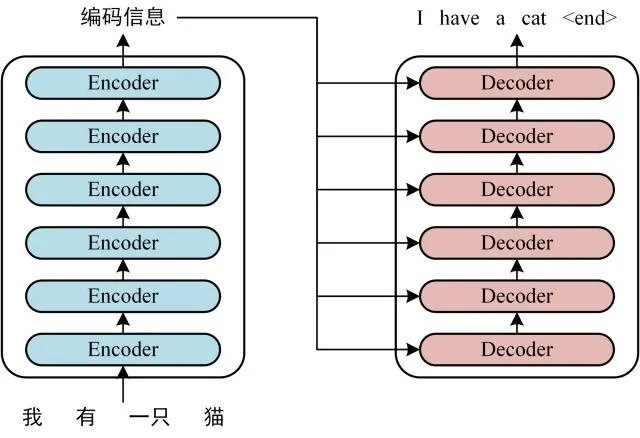 编码信息
I have a cat <end>
Encoder
Encoder
Encoder
Encoder
Encoder
Encoder
Decoder
Decoder
Decoder
Decoder
Decoder
Decoder
我 有 一只 猫